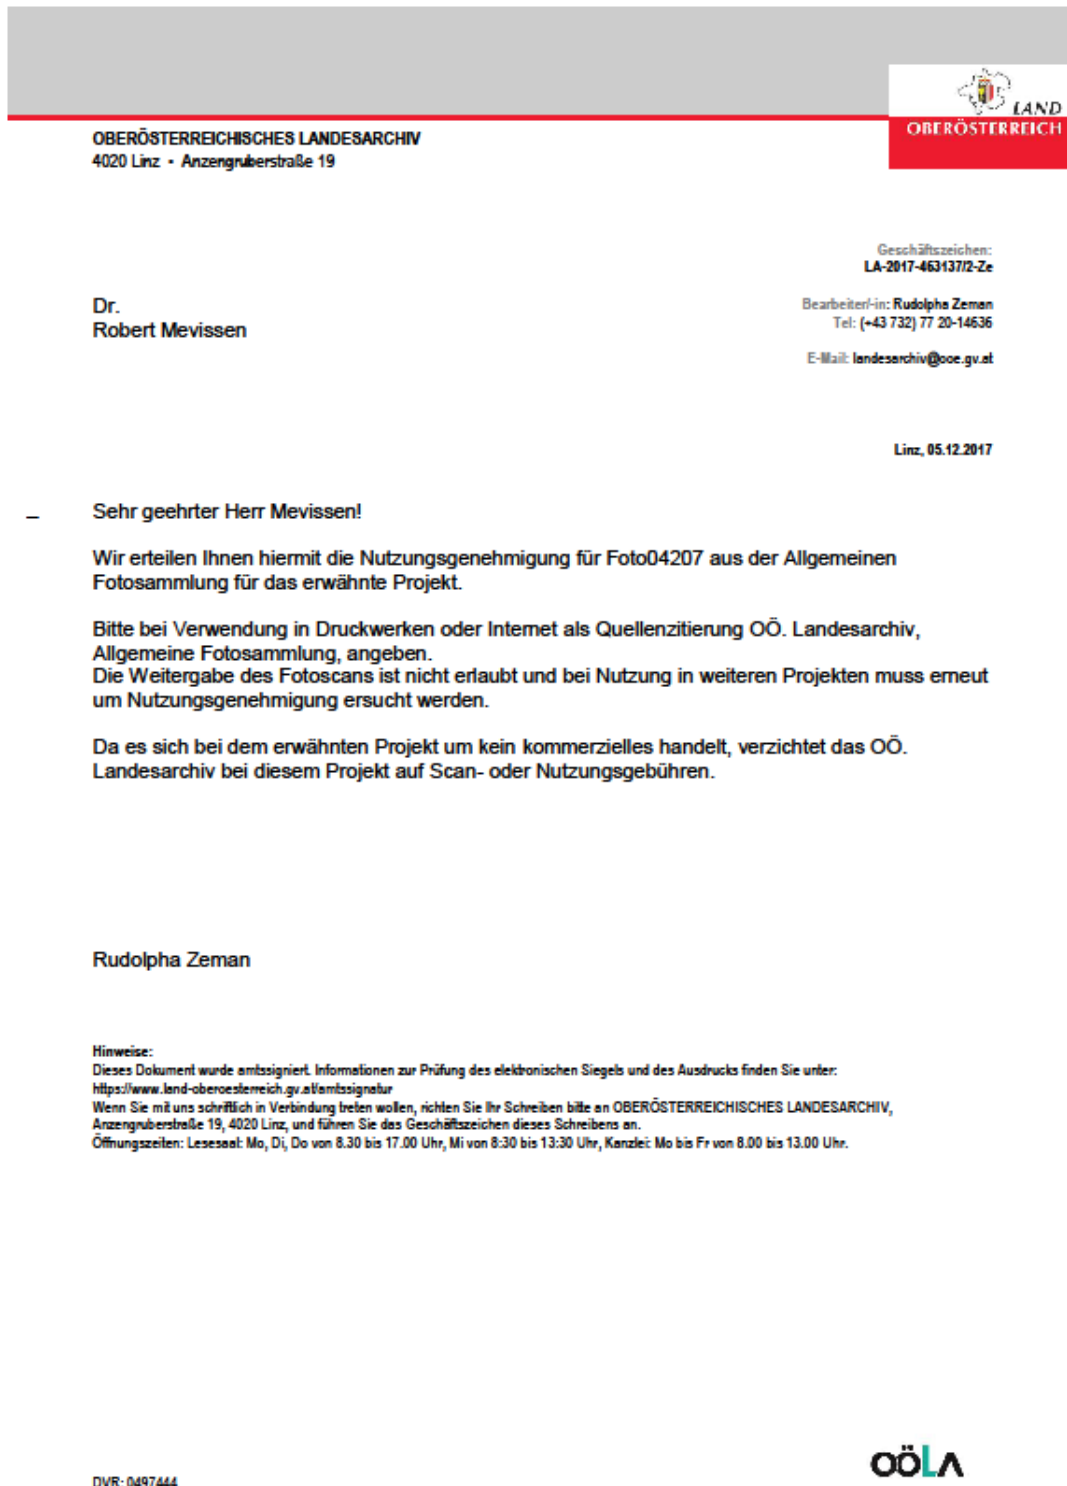 LAND
OBERÖSTERREICH
OBERÖSTERREICHISCHES LANDESARCHIV
4020 Linz • Anzengruberstraße 19
Geschäftszeichen:
LA-2017-463137/2-Ze
Dr.
Robert Mevissen
Bearbeiter/-in: Rudolpha Zeman
Tel: (+43 732) 77 20-14636
E-Mail: landesarchiv@ooe.gv.at
Linz, 05.12.2017
Sehr geehrter Herr Mevissen!
Wir erteilen Ihnen hiermit die Nutzungsgenehmigung für Foto04207 aus der Allgemeinen
Fotosammlung für das erwähnte Projekt.
Bitte bei Verwendung in Druckwerken oder Internet als Quellenzitierung OÖ. Landesarchiv,
Allgemeine Fotosammlung, angeben.
Die Weitergabe des Fotoscans ist nicht erlaubt und bei Nutzung in weiteren Projekten muss erneut
um Nutzungsgenehmigung ersucht werden.
Da es sich bei dem erwähnten Projekt um kein kommerzielles handelt, verzichtet das OÖ.
Landesarchiv bei diesem Projekt auf Scan- oder Nutzungsgebühren.
Rudolpha Zeman
Hinweise:
Dieses Dokument wurde amtssigniert. Informationen zur Prüfung des elektronischen Siegels und des Ausdrucks finden Sie unter:
https://www.land-oberoesterreich.gv.at/amtssignatur
Wenn Sie mit uns schriftlich in Verbindung treten wollen, richten Sie Ihr Schreiben bitte an OBERÖSTERREICHISCHES LANDESARCHIV,
Anzengruberstraße 19, 4020 Linz, und führen Sie das Geschäftszeichen dieses Schreibens an.
Öffnungszeiten: Lesesaal: Mo, Di, Do von 8.30 bis 17.00 Uhr, Mi von 8:30 bis 13:30 Uhr, Kanzlei: Mo bis Fr von 8.00 bis 13.00 Uhr.
OÖLA
DVR: 0497444